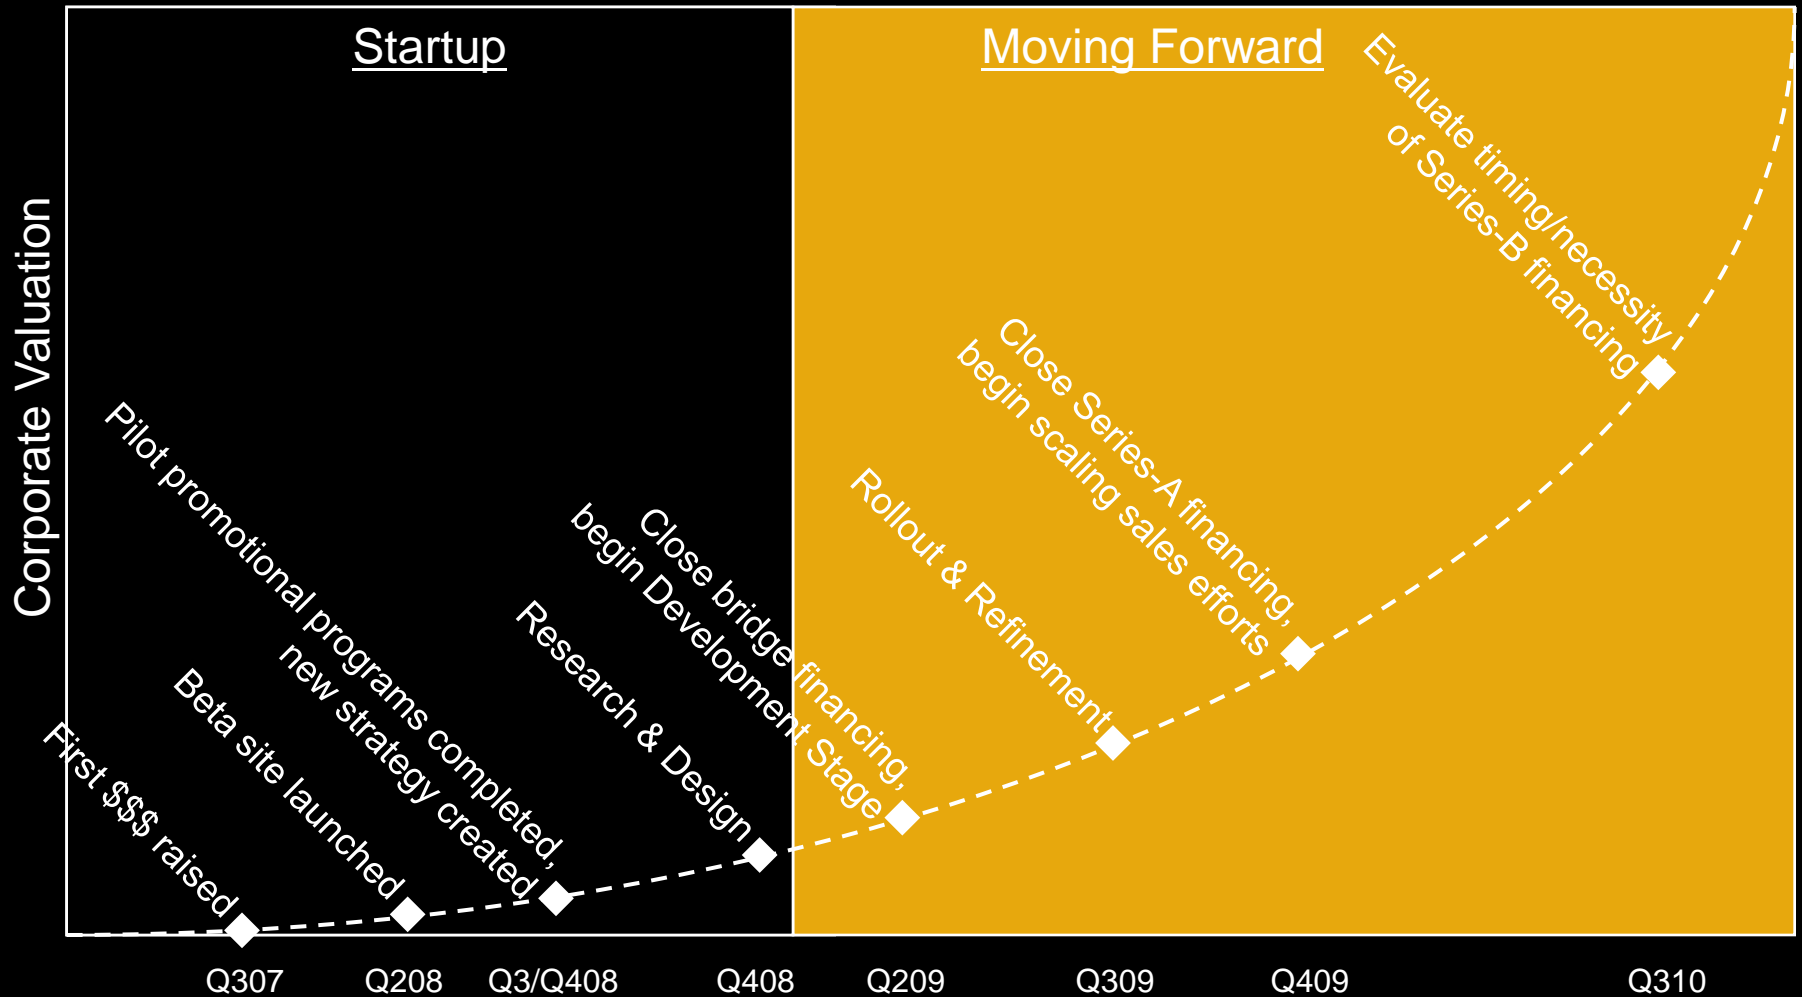 Startup
Moving Forward
Corporate Valuation
First $$$ raised
Beta site launched
Pilot promotional programs completed,
new strategy created
Research & Design
Close bridge financing,
begin Development Stage
Rollout & Refinement
Close Series-A financing,
begin scaling sales efforts
Evaluate timing/necessity
of Series-B financing
Q307
Q208
Q3/Q408
Q408
Q209
Q309
Q409
Q310